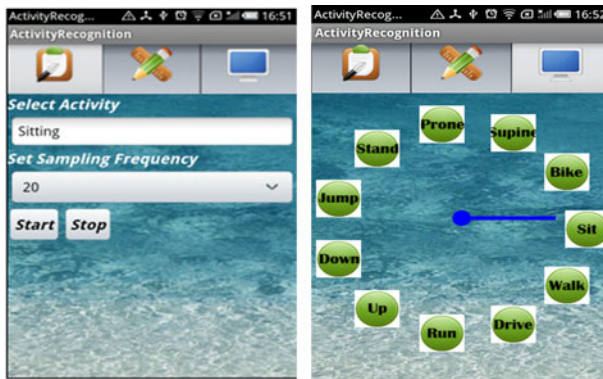 ActivityRecog... 16:51
ActivityRecognition
Select Activity
Sitting
Set Sampling Frequency
20
Start Stop
ActivityRecog... 16:52
ActivityRecognition
Prone
Supine
Stand
Bike
Jump
Sit
Down
Walk
Up
Drive
Run